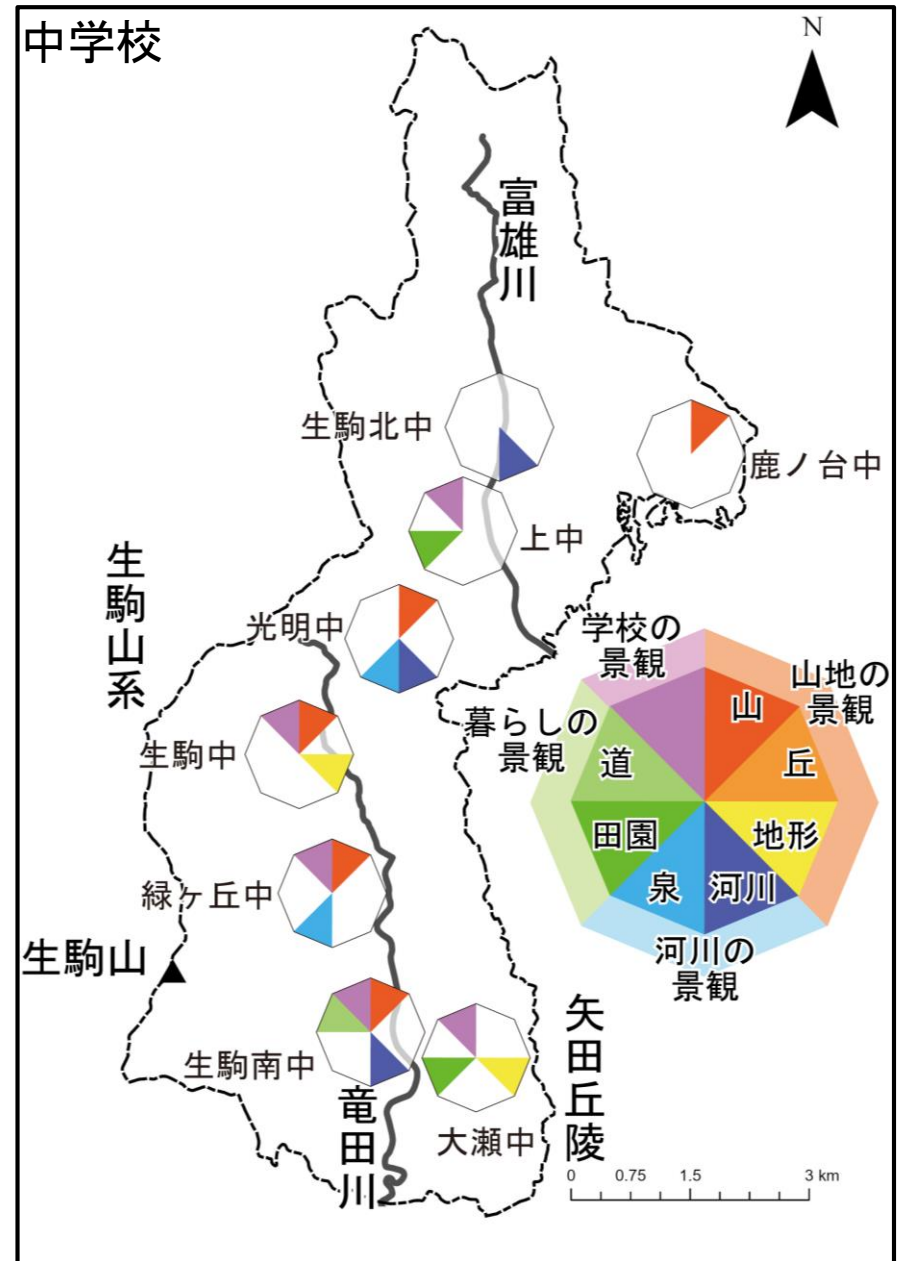 中学校
N
富雄川
生駒北中
鹿ノ台中
上中
生駒山系
光明中
学校の
景観
山地の
景観
暮らしの
景観
山
道
丘
田園
地形
泉
河川
河川の
景観
生駒中
緑ヶ丘中
生駒山
生駒南中
竜田川
大瀬中
矢田丘陵
0 0.75 1.5 3 km